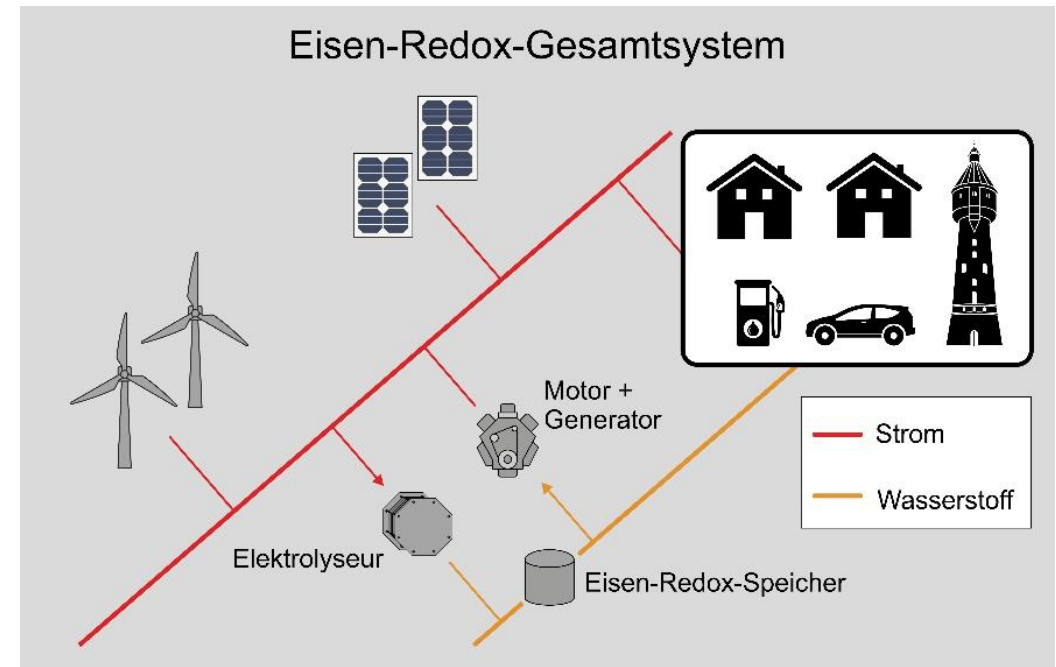 Eisen-Redox-Gesamtsystem
Motor +
Generator
Strom
Wasserstoff
Elektrolyseur
Eisen-Redox-Speicher